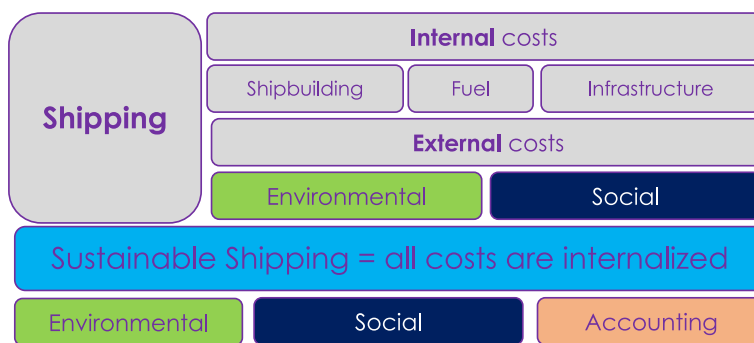 Internal costs
Shipbuilding Fuel Infrastructure
Shipping
External costs
Environmental Social
Sustainable Shipping = all costs are internalized
Environmental Social Accounting